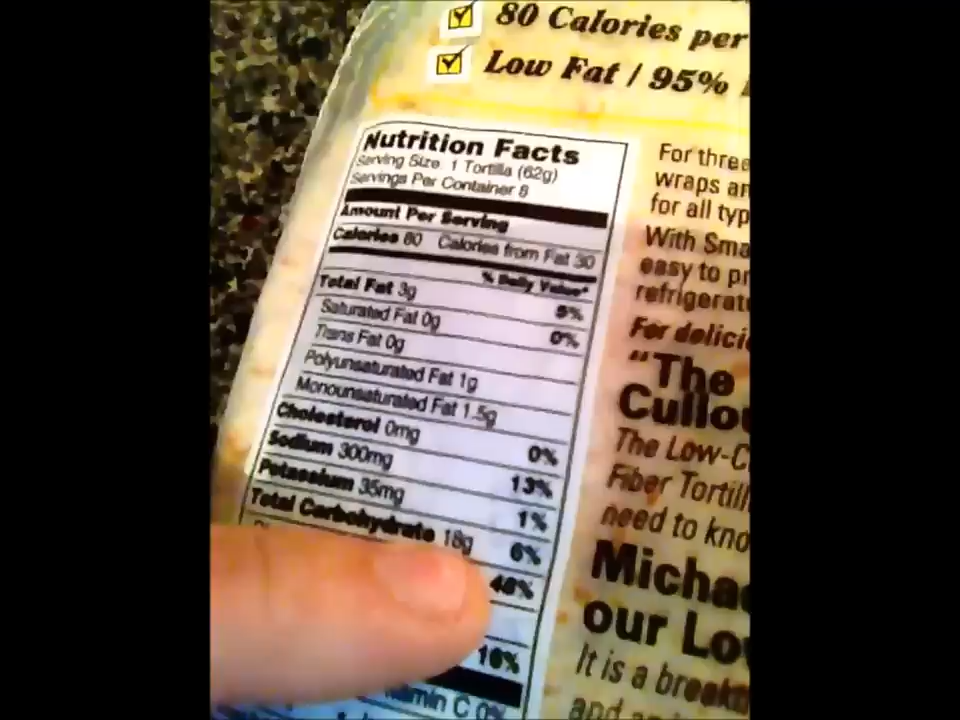 80 Calories per
Low Fat / 95%
Nutrition Facts
Serving Size: 1 Tortilla (62g)
Servings Per Container 8
Amount Per Serving
Calories 80 Calories from Fat 30
% Daily Value*
Total Fat 3g 5%
Saturated Fat 0g 0%
Trans Fat 0g
Polyunsaturated Fat 1g
Monounsaturated Fat 1.5g
Cholesterol 0mg 0%
Sodium 300mg 13%
Potassium 35mg 1%
Total Carbohydrate 18g 6%
48%
16%
Vitamin C 0%
For three
wraps an
for all typ
With Sma
easy to pr
refrigerat
For delici
"The
Cullou
The Low-C
Fiber Tortill
need to kno
Michae
our Lo
It is a break
and